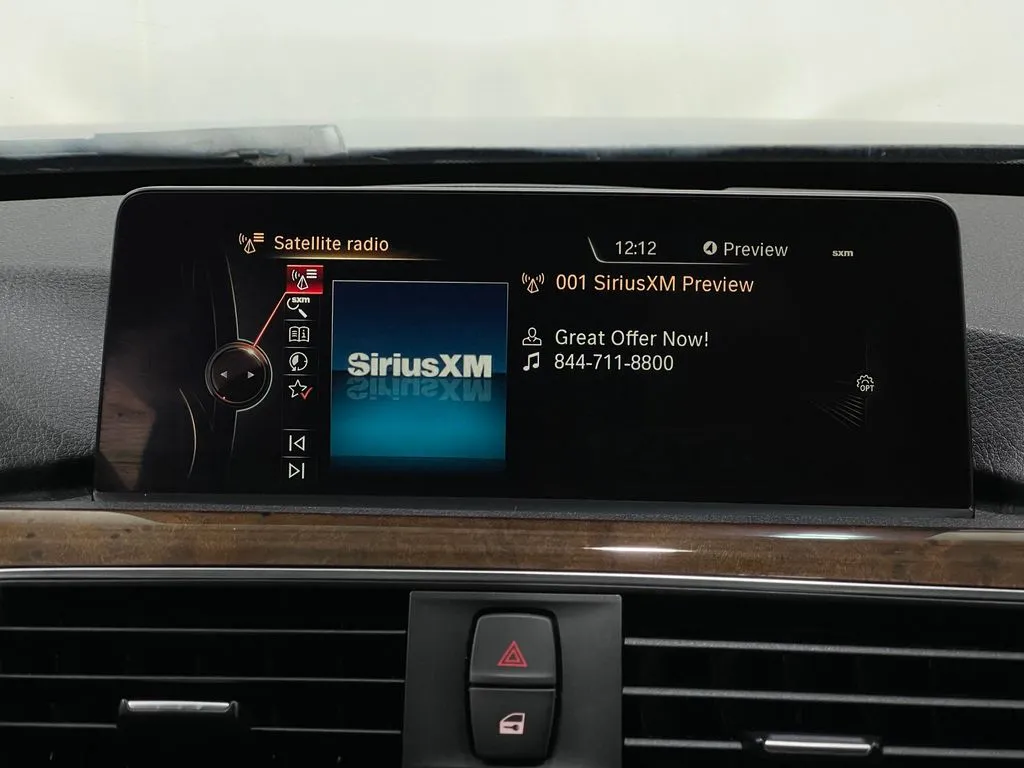 Satellite radio
12:12
Preview
sxm
001 SiriusXM Preview
sxm
SiriusXM
Great Offer Now!
844-711-8800
OPT